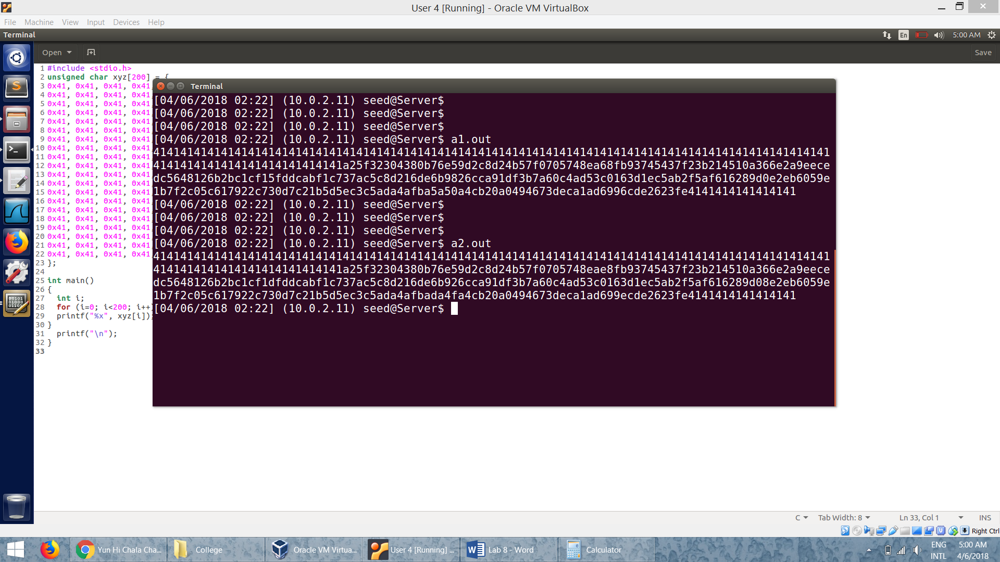 User 4 [Running] - Oracle VM VirtualBox
File Machine View Input Devices Help
Terminal
En
5:00 AM
Open
Save
1 #include <stdio.h>
2 unsigned char xyz[200] = {
3 0x41, 0x41, 0x41, 0x41,
4 0x41, 0x41, 0x41, 0x41
5 0x41, 0x41, 0x41, 0x41
6 0x41, 0x41, 0x41, 0x41
7 0x41, 0x41, 0x41, 0x41
8 0x41, 0x41, 0x41, 0x41
9 0x41, 0x41, 0x41, 0x41
10 0x41, 0x41, 0x41, 0x41
11 0x41, 0x41, 0x41, 0x41
12 0x41, 0x41, 0x41, 0x41
13 0x41, 0x41, 0x41, 0x41
14 0x41, 0x41, 0x41, 0x41
15 0x41, 0x41, 0x41, 0x41
16 0x41, 0x41, 0x41, 0x41
17 0x41, 0x41, 0x41, 0x41
18 0x41, 0x41, 0x41, 0x41
19 0x41, 0x41, 0x41, 0x41
20 0x41, 0x41, 0x41, 0x41
21 0x41, 0x41, 0x41, 0x41
22 0x41, 0x41, 0x41, 0x41
23 };
24
25 int main()
26 {
27 int i;
28 for (i=0; i<200; i++)
29 printf("%x", xyz[i]);
30 }
31 printf("\n");
32 }
33
Terminal
[04/06/2018 02:22] (10.0.2.11) seed@Server$
[04/06/2018 02:22] (10.0.2.11) seed@Server$
[04/06/2018 02:22] (10.0.2.11) seed@Server$
[04/06/2018 02:22] (10.0.2.11) seed@Server$ a1.out
4141414141414141414141414141414141414141414141414141414141414141414141414141414141414141414141414141
4141414141414141414141414141a25f32304380b76e59d2c8d24b57f0705748ea68fb93745437f23b214510a366e2a9eece
dc5648126b2bc1cf15fddcabf1c737ac5c8d216de6b9826cca91df3b7a60c4ad53c0163d1ec5ab2f5af616289d0e2eb6059e
1b7f2c05c617922c730d7c21b5d5ec3c5ada4afba5a50a4cb20a0494673deca1ad6996cde2623fe4141414141414141
[04/06/2018 02:22] (10.0.2.11) seed@Server$
[04/06/2018 02:22] (10.0.2.11) seed@Server$
[04/06/2018 02:22] (10.0.2.11) seed@Server$
[04/06/2018 02:22] (10.0.2.11) seed@Server$ a2.out
4141414141414141414141414141414141414141414141414141414141414141414141414141414141414141414141414141
4141414141414141414141414141a25f32304380b76e59d2c8d24b57f0705748eae8fb93745437f23b214510a366e2a9eece
dc5648126b2bc1cf1dfddcabf1c737ac5c8d216de6b926cca91df3b7a60c4ad53c0163d1ec5ab2f5af616289d08e2eb6059e
1b7f2c05c617922c730d7c21b5d5ec3c5ada4afbada4fa4cb20a0494673deca1ad699ecde2623fe4141414141414141
[04/06/2018 02:22] (10.0.2.11) seed@Server$
C Tab Width: 8 Ln 33, Col 1 INS
Right Ctrl
Yun Hi Chala Cha...
College
Oracle VM Virtua...
User 4 [Running] ...
Lab 8 - Word
Calculator
ENG
INTL
5:00 AM
4/6/2018